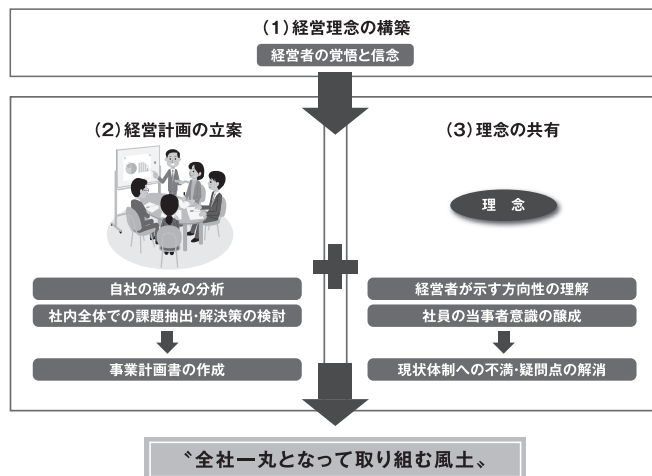 (1)経営理念の構築
経営者の覚悟と信念
(2)経営計画の立案
自社の強みの分析
社内全体での課題抽出・解決策の検討
事業計画書の作成
(3)理念の共有
理 念
経営者が示す方向性の理解
社員の当事者意識の醸成
現状体制への不満・疑問点の解消
〝全社一丸となって取り組む風土〟